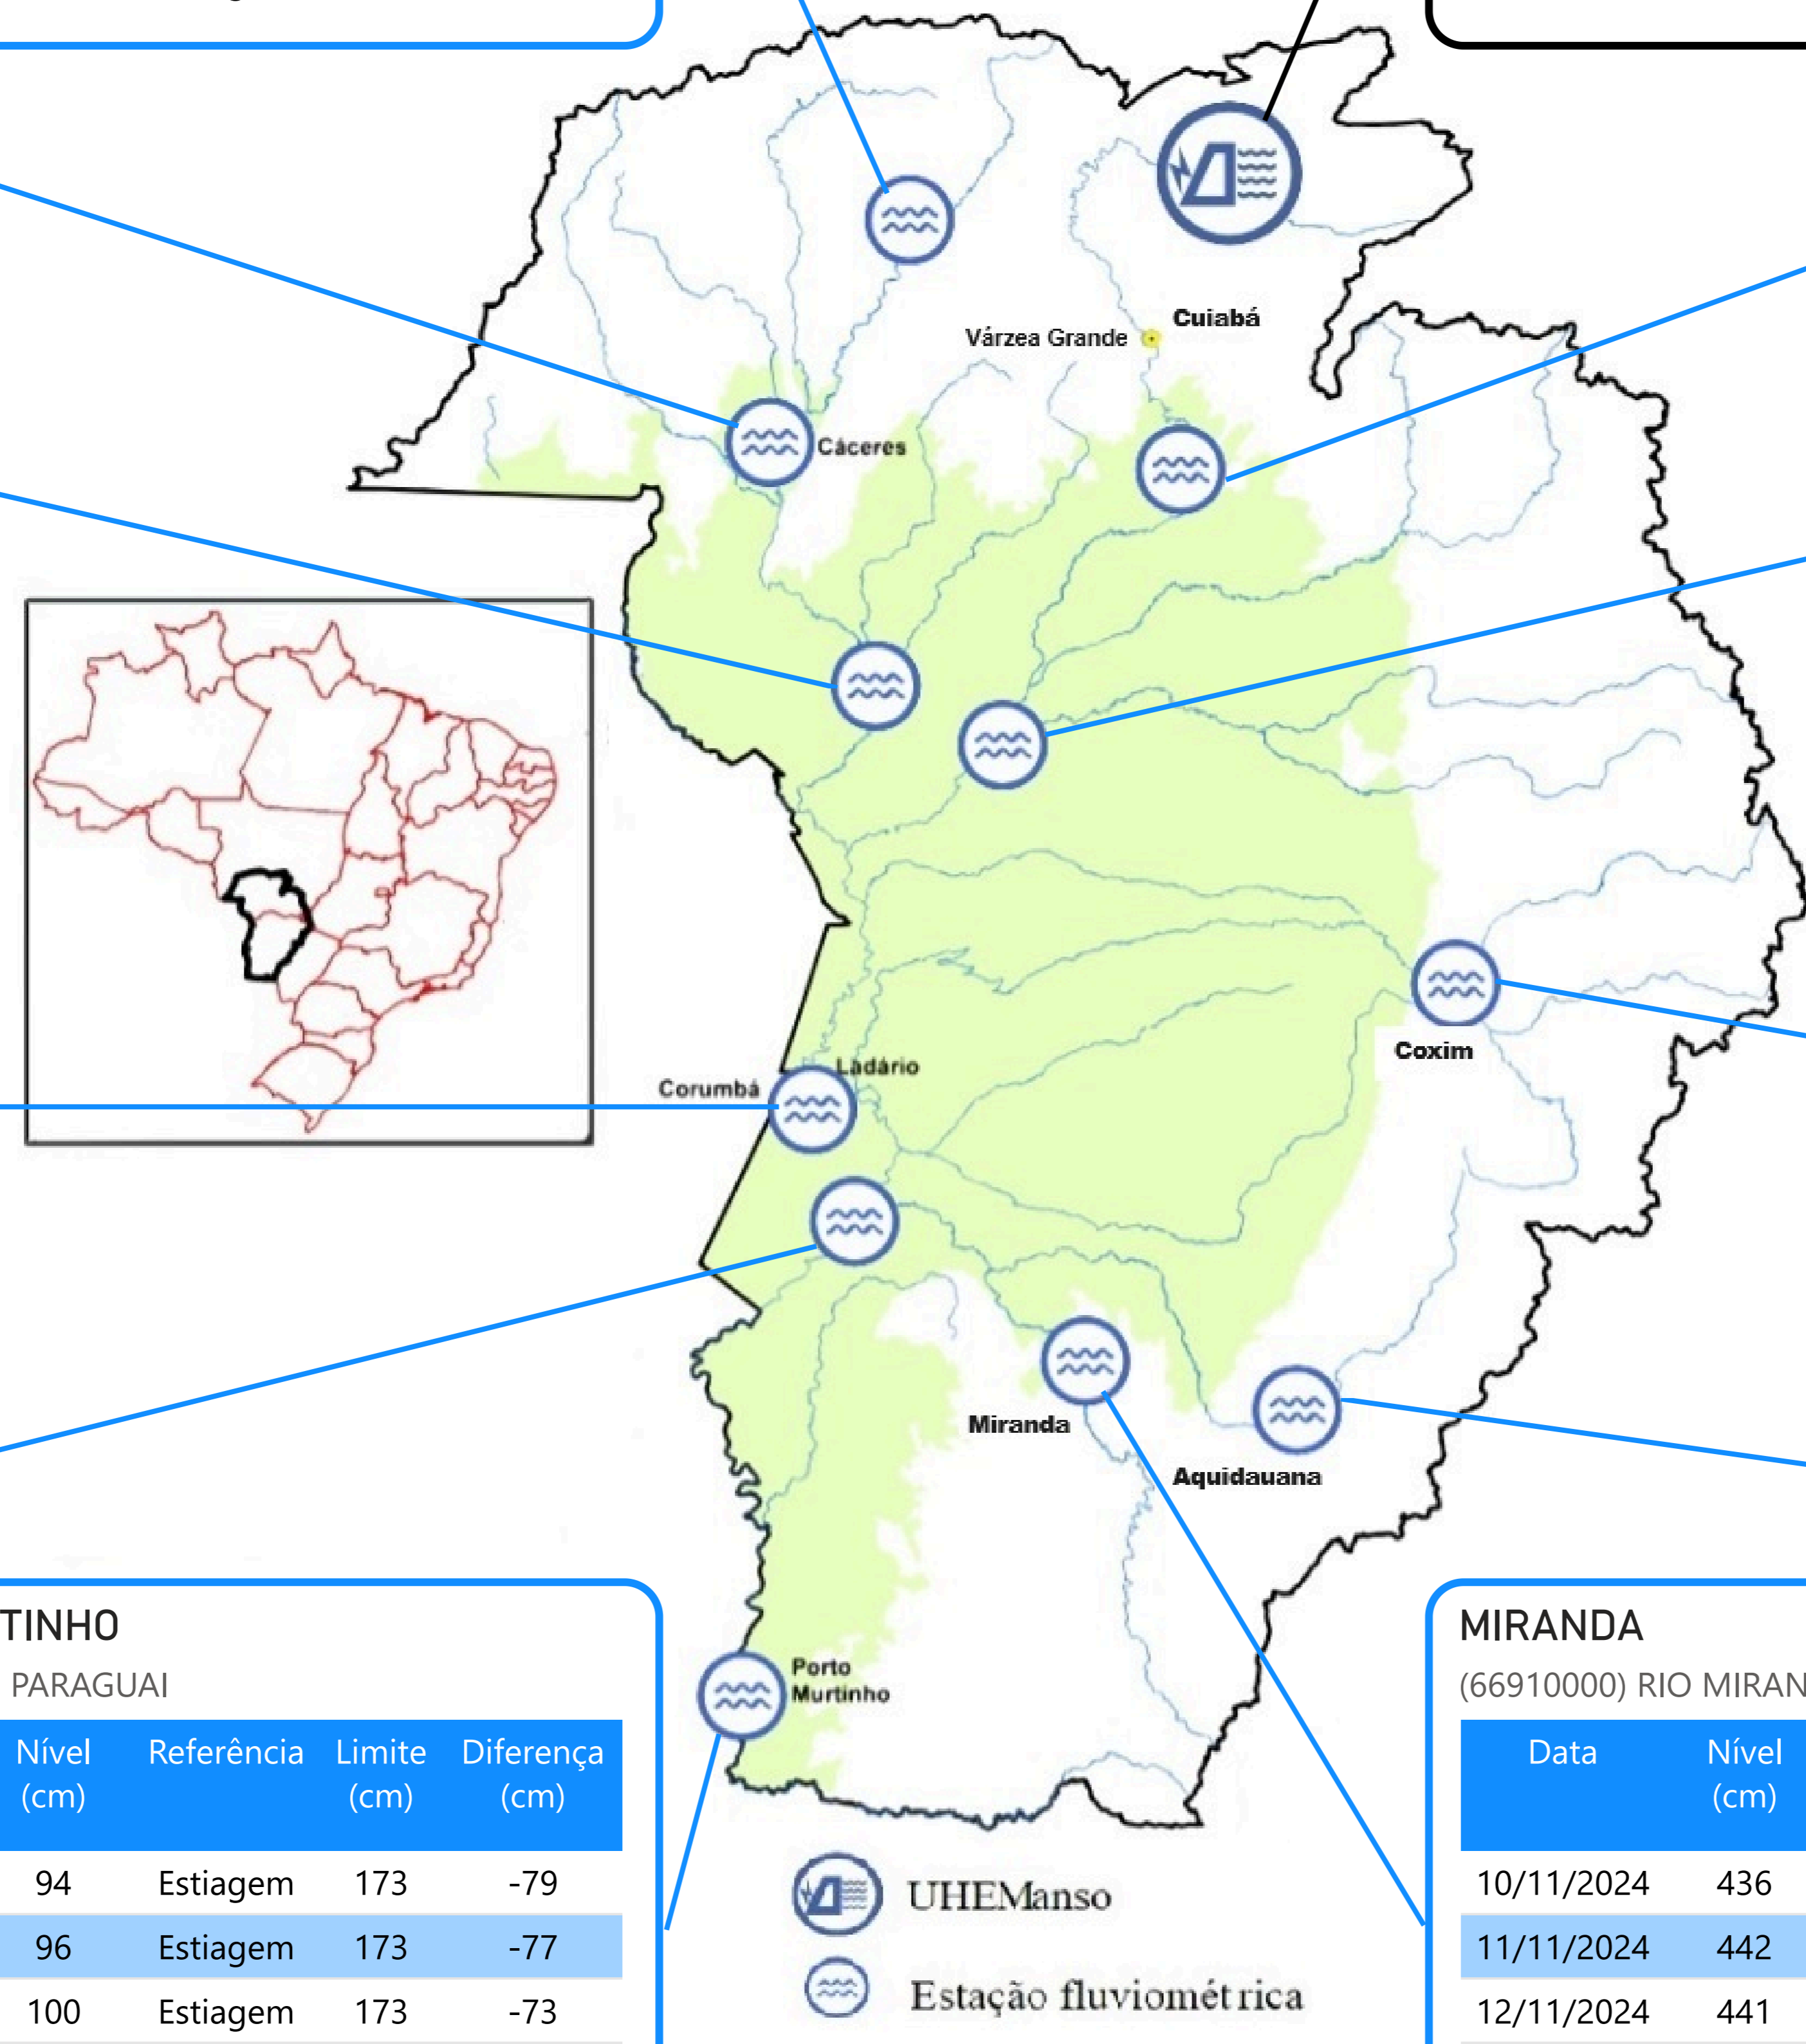 Cuiabá
Várzea Grande
Cáceres
Coxim
Ladário
Corumbá
Miranda
Aquidauana
Porto
Murtinho
TINHO
PARAGUAI
Nível (cm) Referência Limite (cm) Diferença (cm)
94 Estiagem 173 -79
96 Estiagem 173 -77
100 Estiagem 173 -73
UHEManso
Estação fluviométrica
MIRANDA
(66910000) RIO MIRAN
Data Nível (cm)
10/11/2024 436
11/11/2024 442
12/11/2024 441